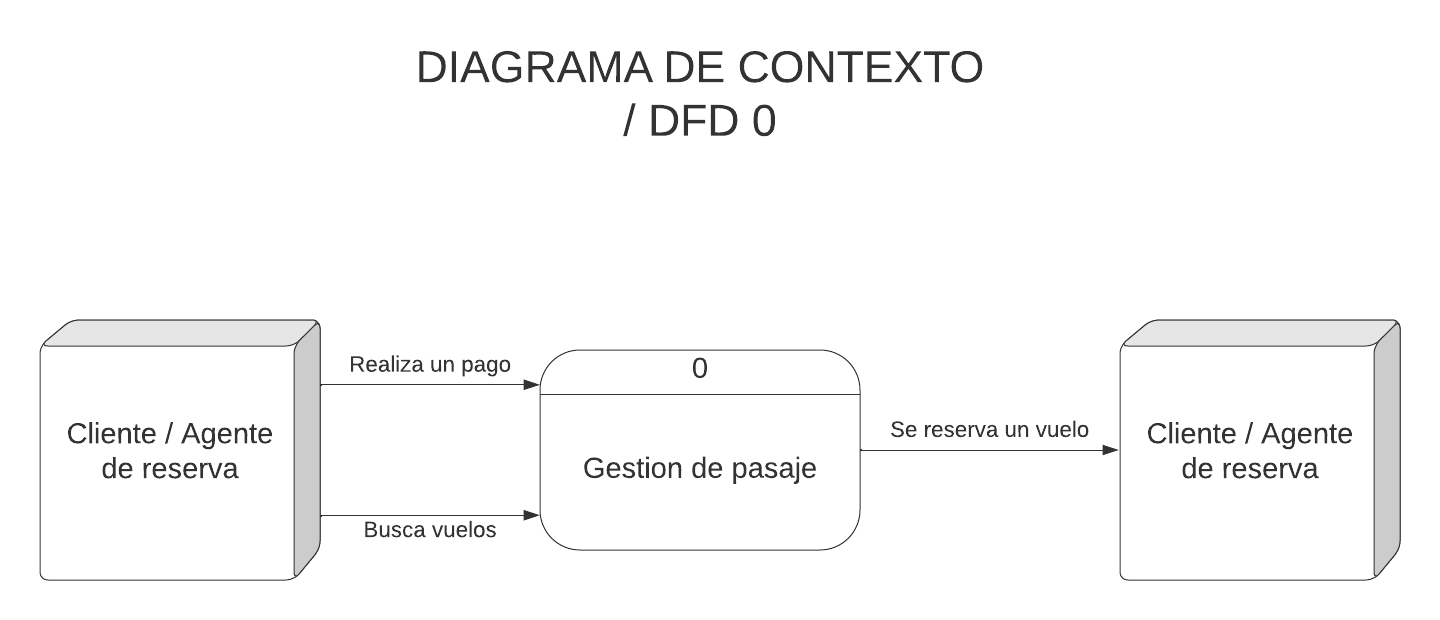 DIAGRAMA DE CONTEXTO
/ DFD 0
Realiza un pago
0
Cliente / Agente
de reserva
Gestion de pasaje
Se reserva un vuelo
Cliente / Agente
de reserva
Busca vuelos